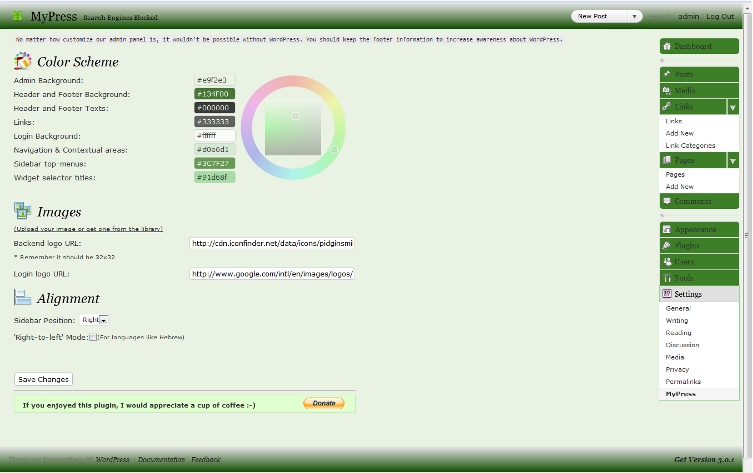 MyPress Search Engines Blocked
New Post
admin Log Out
No matter how customize our admin panel is, it wouldn't be possible without WordPress. You should keep the footer information to increase awareness about WordPress.
Color Scheme
Admin Background: #e9f2e3
Header and Footer Background: #134F00
Header and Footer Texts: #000000
Links: #333333
Login Background: #ffffff
Navigation & Contextual areas: #d0e6d1
Sidebar top-menus: #3C7F27
Widget selector titles: #91d68f
Images
(Upload your image or get one from the library)
Backend logo URL: http://cdn.iconfinder.net/data/icons/pidginsmi
* Remember it should be 32x32
Login logo URL: http://www.google.com/intl/en/images/logos/
Alignment
Sidebar Position: Right
'Right-to-left' Mode: (For languages like Hebrew)
Save Changes
If you enjoyed this plugin, I would appreciate a cup of coffee :-) Donate
Dashboard
Posts
Media
Links
Links
Add New
Link Categories
Pages
Pages
Add New
Comments
Appearance
Plugins
Users
Tools
Settings
General
Writing
Reading
Discussion
Media
Privacy
Permalinks
MyPress
WordPress Documentation Feedback
Get Version 3.0.1